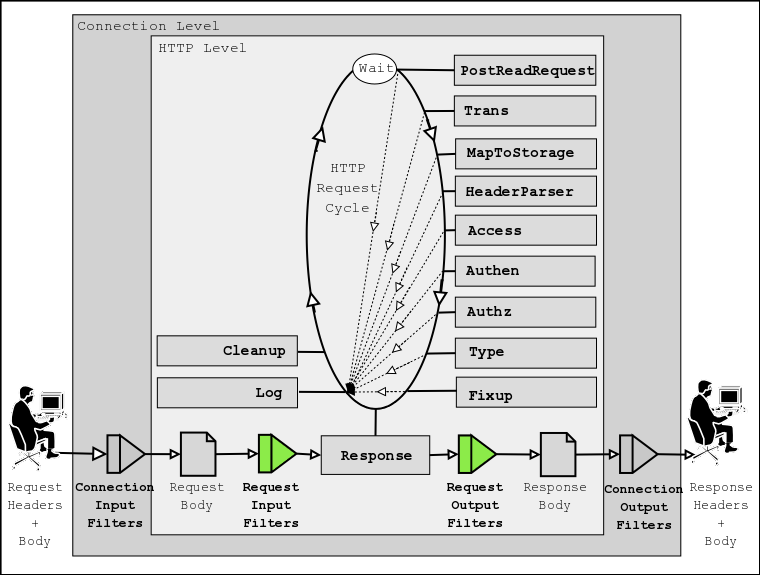 Connection Level
HTTP Level
Wait
PostReadRequest
Trans
MapToStorage
HTTP
Request
Cycle
HeaderParser
Access
Authen
Authz
Cleanup
Type
Log
Fixup
Response
Request
Headers
+
Body
Connection
Input
Filters
Request
Body
Request
Input
Filters
Request
Output
Filters
Response
Body
Connection
Output
Filters
Response
Headers
+
Body